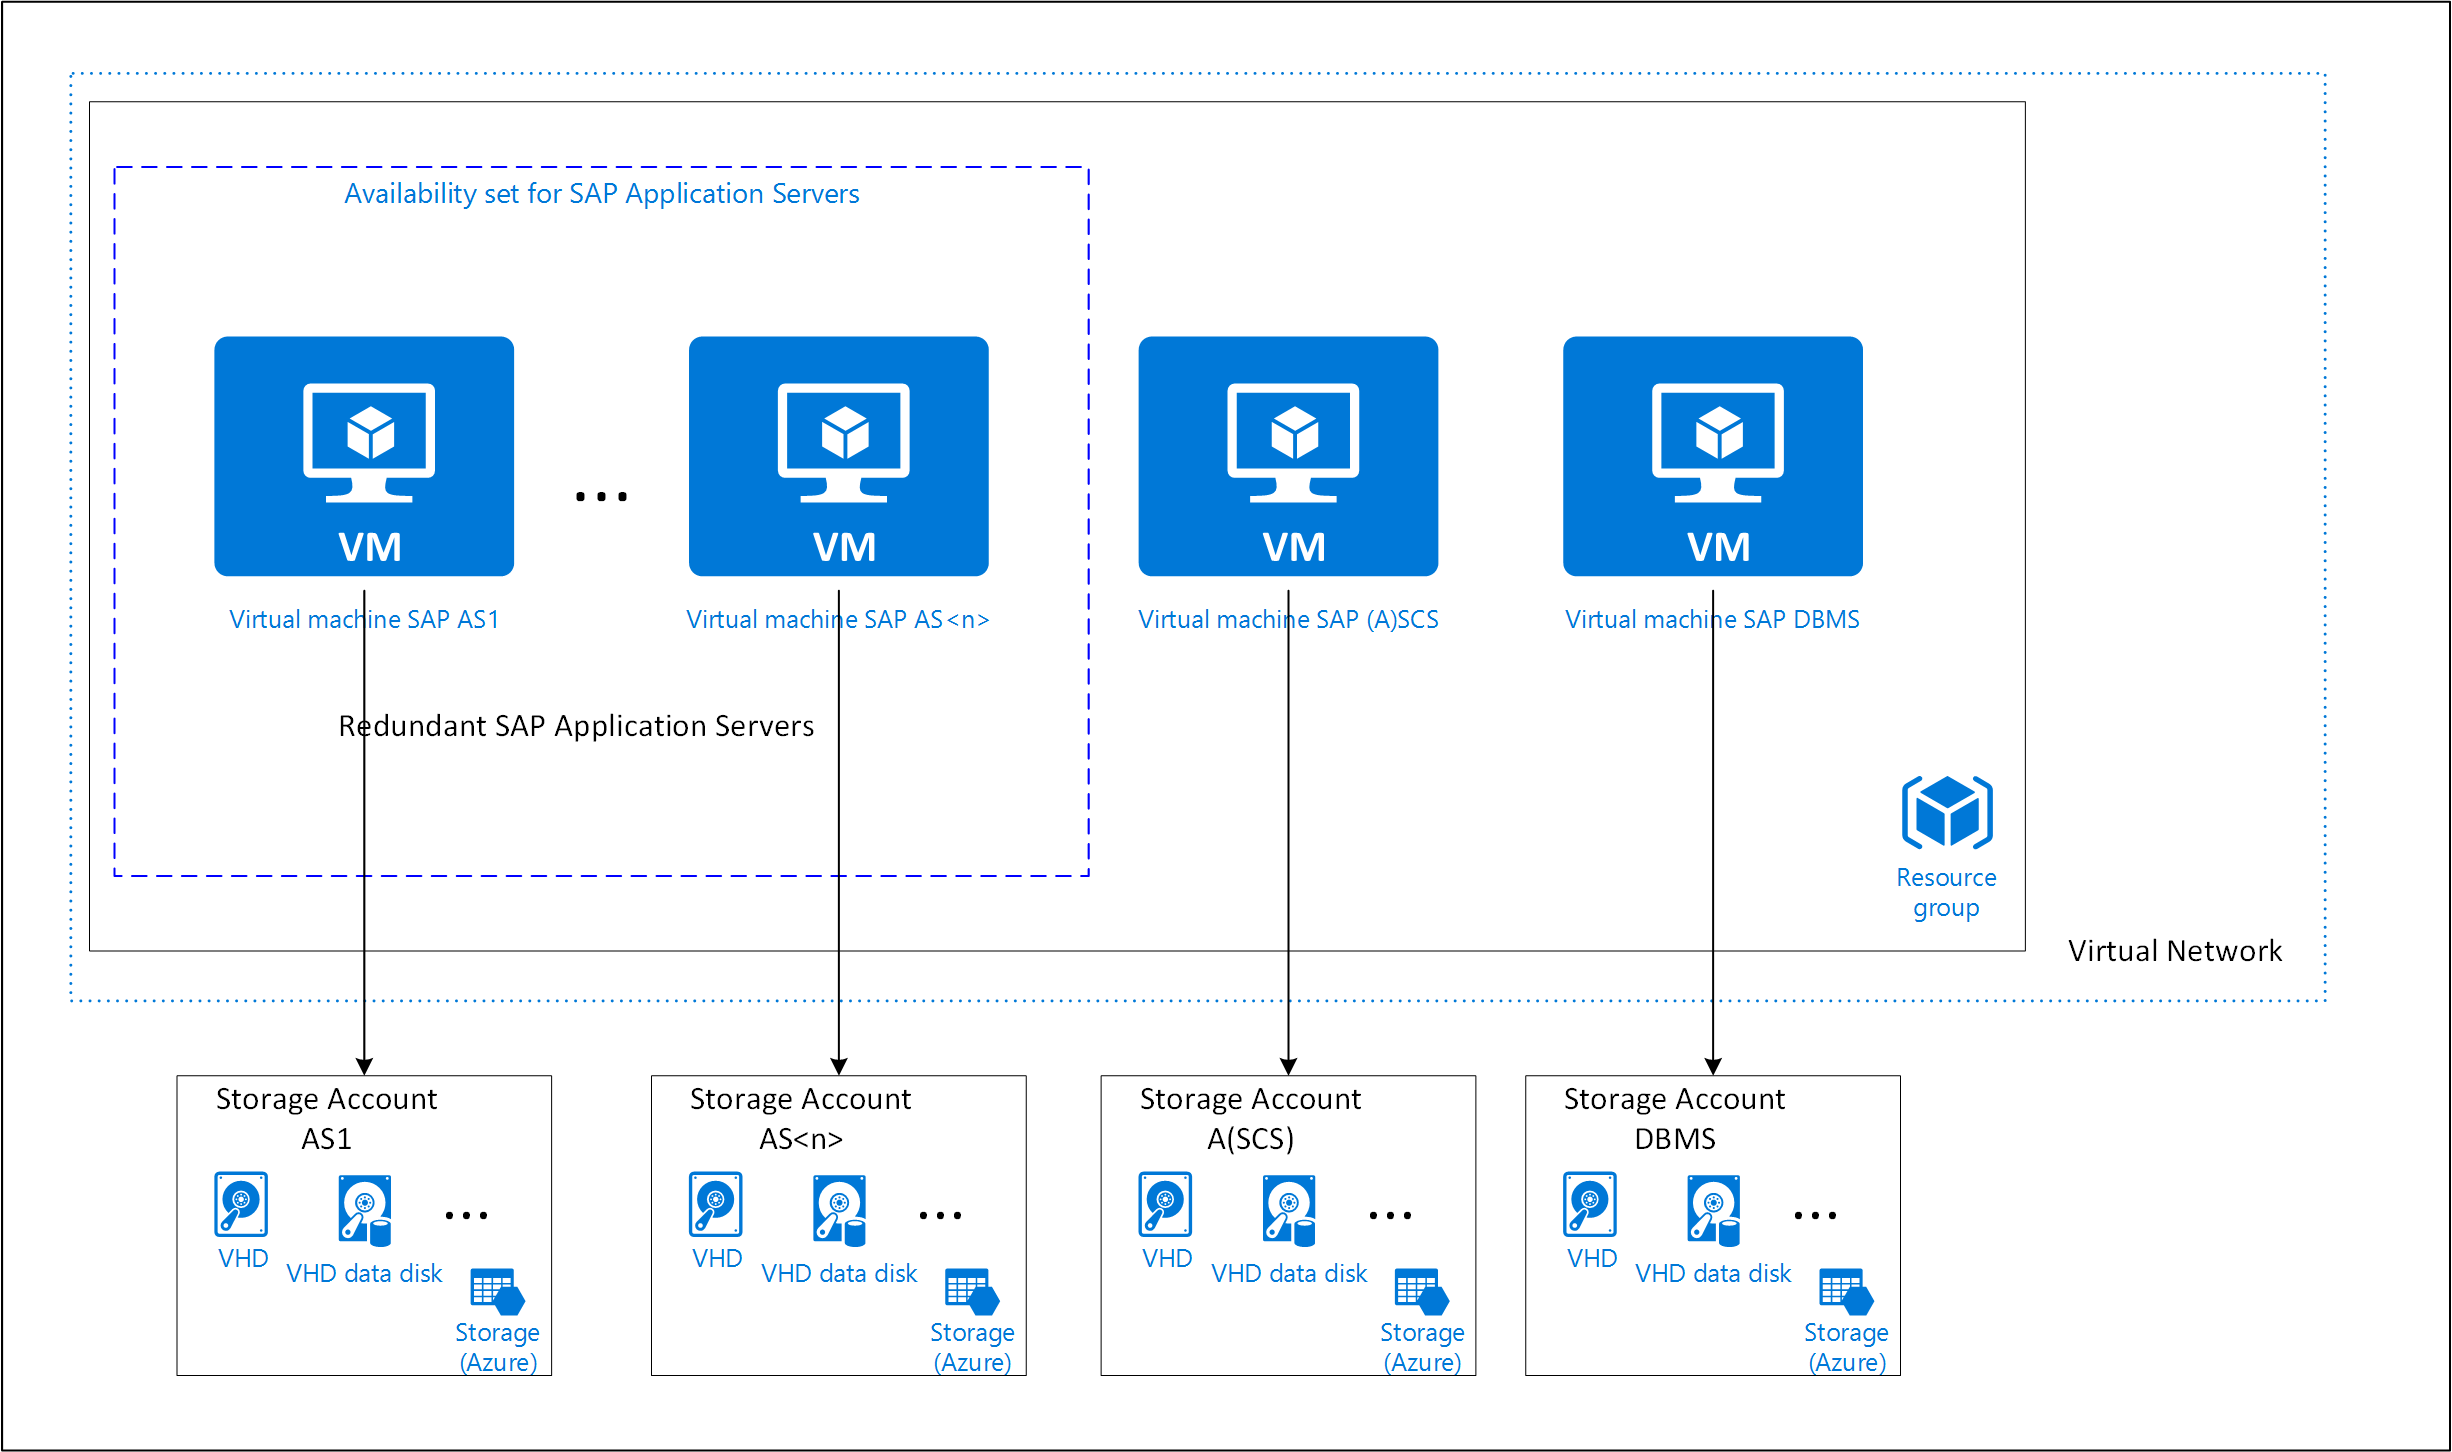 Availability set for SAP Application Servers
VM
VM
VM
VM
Virtual machine SAP AS1
Virtual machine SAP AS<n>
Virtual machine SAP (A)SCS
Virtual machine SAP DBMS
Redundant SAP Application Servers
Resource
group
Virtual Network
Storage Account
AS1
VHD
VHD data disk
...
Storage
(Azure)
Storage Account
AS<n>
VHD
VHD data disk
...
Storage
(Azure)
Storage Account
A(SCS)
VHD
VHD data disk
...
Storage
(Azure)
Storage Account
DBMS
VHD
VHD data disk
...
Storage
(Azure)